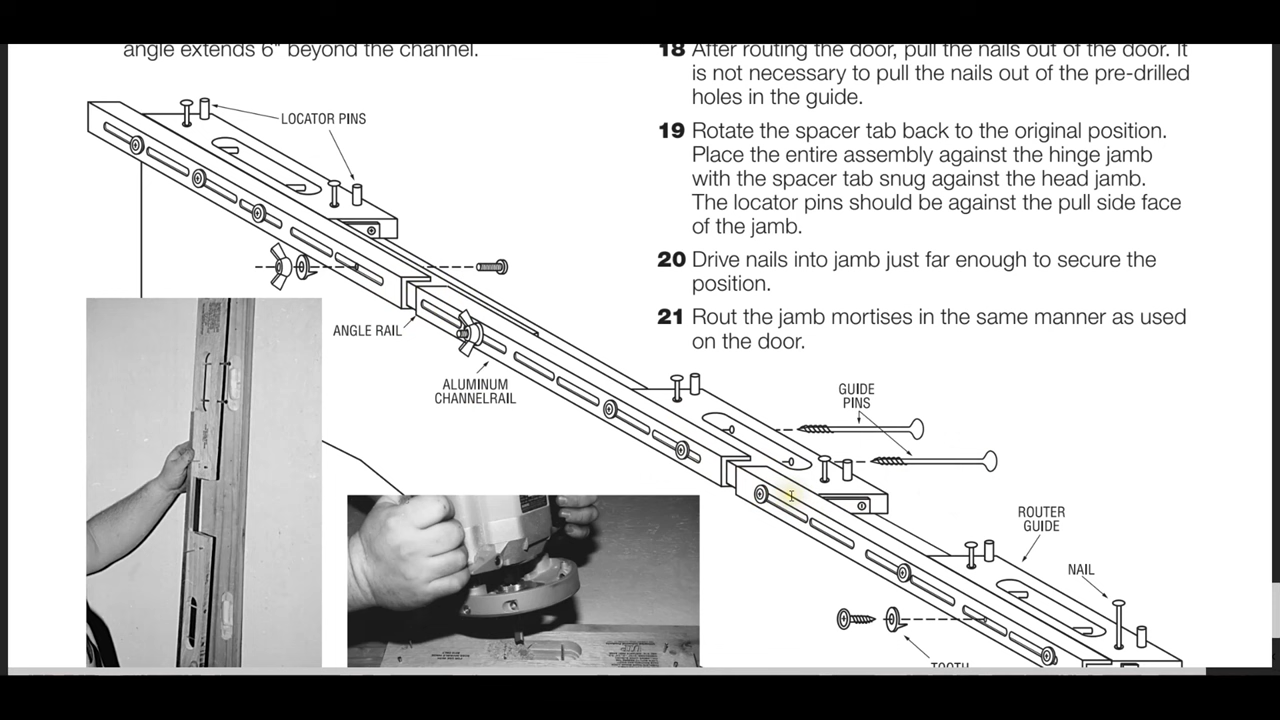 angle extends 6" beyond the channel.
18 After routing the door, pull the nails out of the door. It
is not necessary to pull the nails out of the pre-drilled
holes in the guide.
19 Rotate the spacer tab back to the original position.
Place the entire assembly against the hinge jamb
with the spacer tab snug against the head jamb.
The locator pins should be against the pull side face
of the jamb.
20 Drive nails into jamb just far enough to secure the
position.
21 Rout the jamb mortises in the same manner as used
on the door.
LOCATOR PINS
ANGLE RAIL
ALUMINUM
CHANNELRAIL
GUIDE
PINS
ROUTER
GUIDE
NAIL
TOOTH